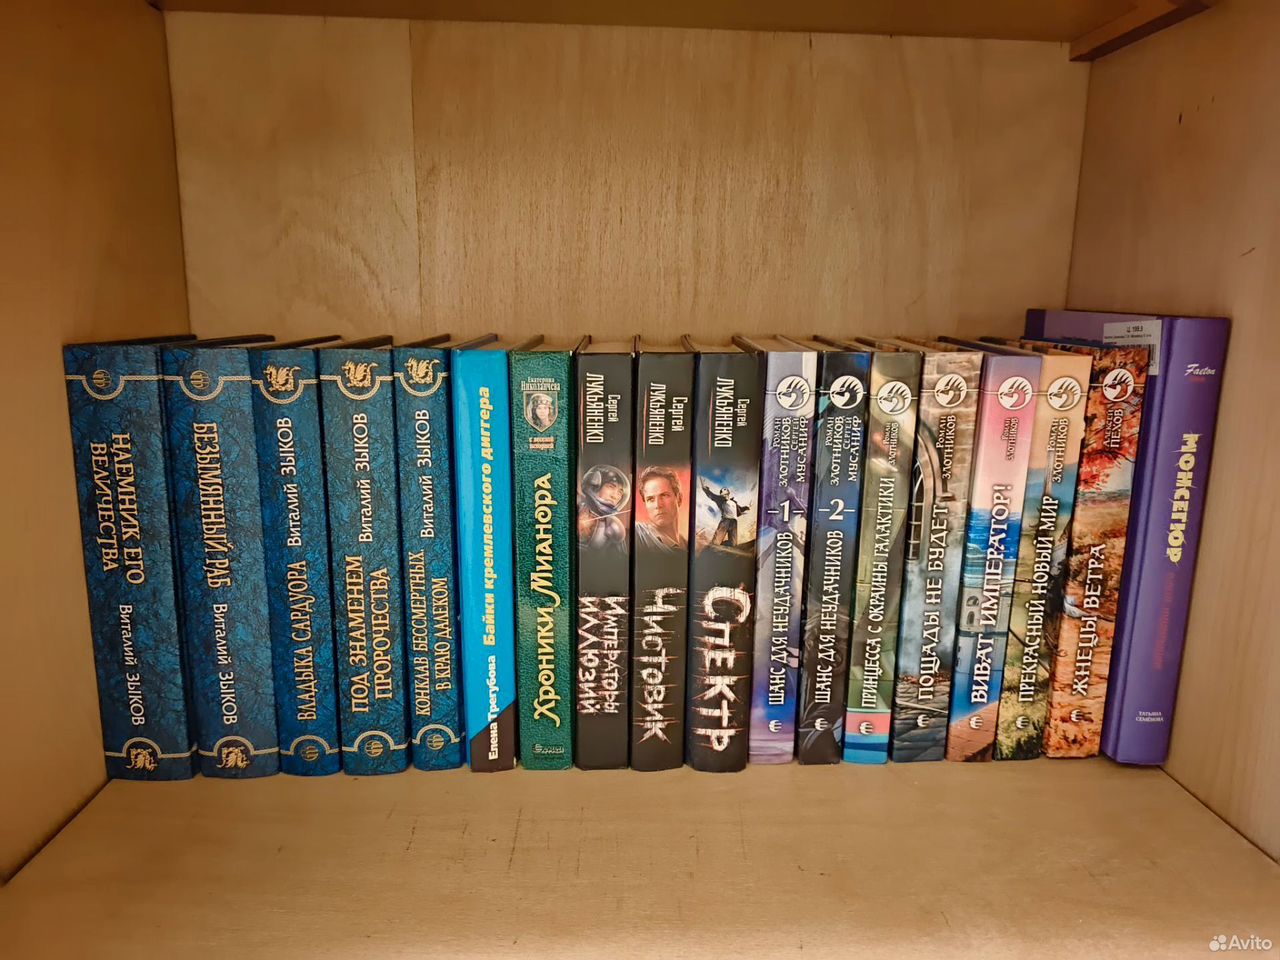 НАЕМНИК ЕГО
ВЕЛИЧЕСТВА
ВИТАЛИЙ ЗЫКОВ
БЕЗЫМЯННЫЙ РАБ
ВИТАЛИЙ ЗЫКОВ
ВИТАЛИЙ ЗЫКОВ
ВЛАДЫКА САРДУОРА
ВИТАЛИЙ ЗЫКОВ
ПОД ЗНАМЕНЕМ
ПРОРОЧЕСТВА
ВИТАЛИЙ ЗЫКОВ
КОНКЛАВ БЕССМЕРТНЫХ
В КРАЮ ДАЛЕКОМ
Елена Трегубова
Байки кремлевского диггера
Екатерина
Николаичева
Хроники Мианора
Сергей
ЛУКЬЯНЕНКО
ИМПЕРАТОРЫ
ИЛЛЮЗИЙ
Сергей
ЛУКЬЯНЕНКО
ЧИСТОВИК
Сергей
ЛУКЬЯНЕНКО
СПЕКТР
РОМАН
ЗЛОТНИКОВ
СЕРГЕЙ
МУСАНИФ
-1-
ШАНС ДЛЯ НЕУДАЧНИКОВ
РОМАН
ЗЛОТНИКОВ
СЕРГЕЙ
МУСАНИФ
-2-
ШАНС ДЛЯ НЕУДАЧНИКОВ
РОМАН
ЗЛОТНИКОВ
ПРИНЦЕССА С ОКРАИНЫ ГАЛАКТИКИ
РОМАН
ЗЛОТНИКОВ
ПОЩАДЫ НЕ БУДЕТ
РОМАН
ЗЛОТНИКОВ
ВИВАТ ИМПЕРАТОР!
РОМАН
ЗЛОТНИКОВ
ПРЕКРАСНЫЙ НОВЫЙ МИР
АЛЕКСЕЙ
ПЕХОВ
ЖНЕЦЫ ВЕТРА
Faeton
МОНСЕГЮР
ТАТЬЯНА
СЕМЁНОВА
Avito